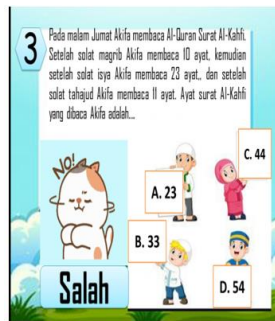 3
Pada malam Jumat Akifa membaca Al-Quran Surat Al-Kahfi.
Setelah solat magrib Akifa membaca 10 ayat, kemudian
setelah solat isya Akifa membaca 23 ayat,, dan setelah
solat tahajud Akifa membaca 11 ayat. Ayat surat Al-Kahfi
yang dibaca Akifa adalah...
NO!
C. 44
A. 23
B. 33
D. 54
Salah